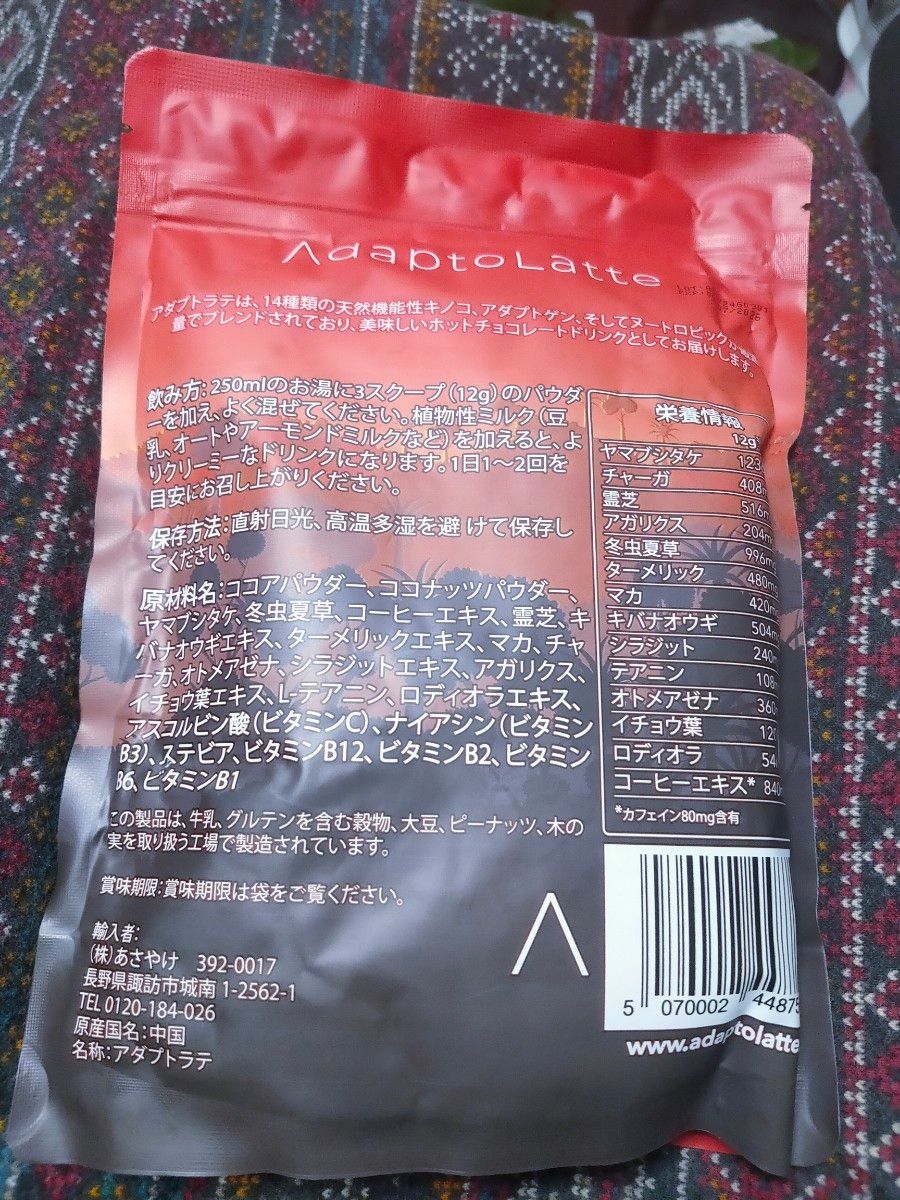 AdaptoLatte
アダプトラテは、14種類の天然機能性キノコ、アダプトゲン、そしてヌートロピックが
量でブレンドされており、美味しいホットチョコレートドリンクとしてお届けします。
飲み方: 250mlのお湯に3スクープ (12g) のパウダ
ーを加え、よく混ぜてください。植物性ミルク (豆
乳、オートやアーモンドミルクなど) を加えると、よ
りクリーミーなドリンクになります。1日1～2回を
目安にお召し上がりください。
保存方法: 直射日光、高温多湿を避 けて保存し
てください。
原材料名: ココアパウダー、ココナッツパウダー、
ヤマブシタケ、冬虫夏草、コーヒーエキス、霊芝、キ
バナオウギエキス、ターメリックエキス、マカ、チャ
ーガ、オトメアゼナ、シラジットエキス、アガリクス、
イチョウ葉エキス、L-テアニン、ロディオラエキス、
アスコルビン酸 (ビタミンC)、ナイアシン (ビタミン
B3)、ステビア、ビタミンB12、ビタミンB2、ビタミン
B6、ビタミンB1
この製品は、牛乳、グルテンを含む穀物、大豆、ピーナッツ、木の
実を取り扱う工場で製造されています。
賞味期限: 賞味期限は袋をご覧ください。
輸入者:
(株) あさやけ 392-0017
長野県諏訪市城南 1-2562-1
TEL 0120-184-026
原産国名: 中国
名称: アダプトラテ
栄養情報
12g
ヤマブシタケ
チャーガ 408m
霊芝 516m
アガリクス 204m
冬虫夏草 996mg
ターメリック 480mg
マカ 420m
キバナオウギ 504m
シラジット 240m
テアニン 108
オトメアゼナ 360
イチョウ葉
ロディオラ 54
コーヒーエキス* 840
*カフェイン80mg含有
5 070002 44875
www.adaptolatte